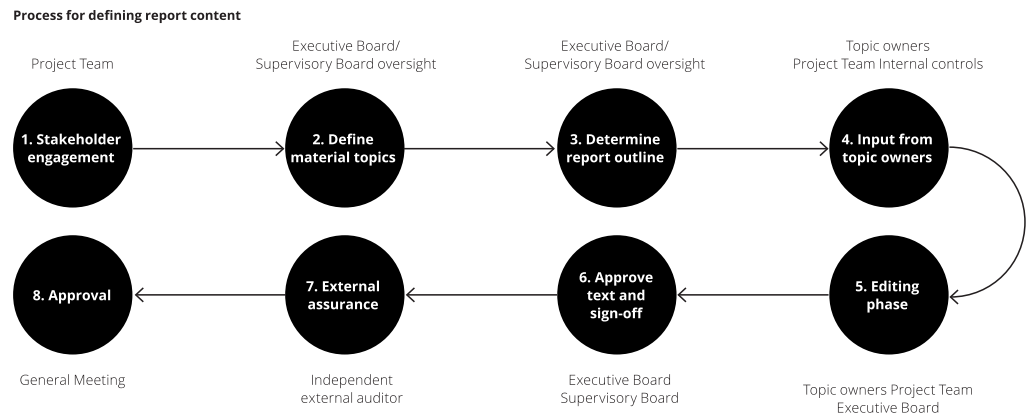 Process for defining report content
Project Team
Executive Board/
Supervisory Board oversight
Executive Board/
Supervisory Board oversight
Topic owners
Project Team Internal controls
1. Stakeholder
engagement
2. Define
material topics
3. Determine
report outline
4. Input from
topic owners
8. Approval
7. External
assurance
6. Approve
text and
sign-off
5. Editing
phase
General Meeting
Independent
external auditor
Executive Board
Supervisory Board
Topic owners Project Team
Executive Board